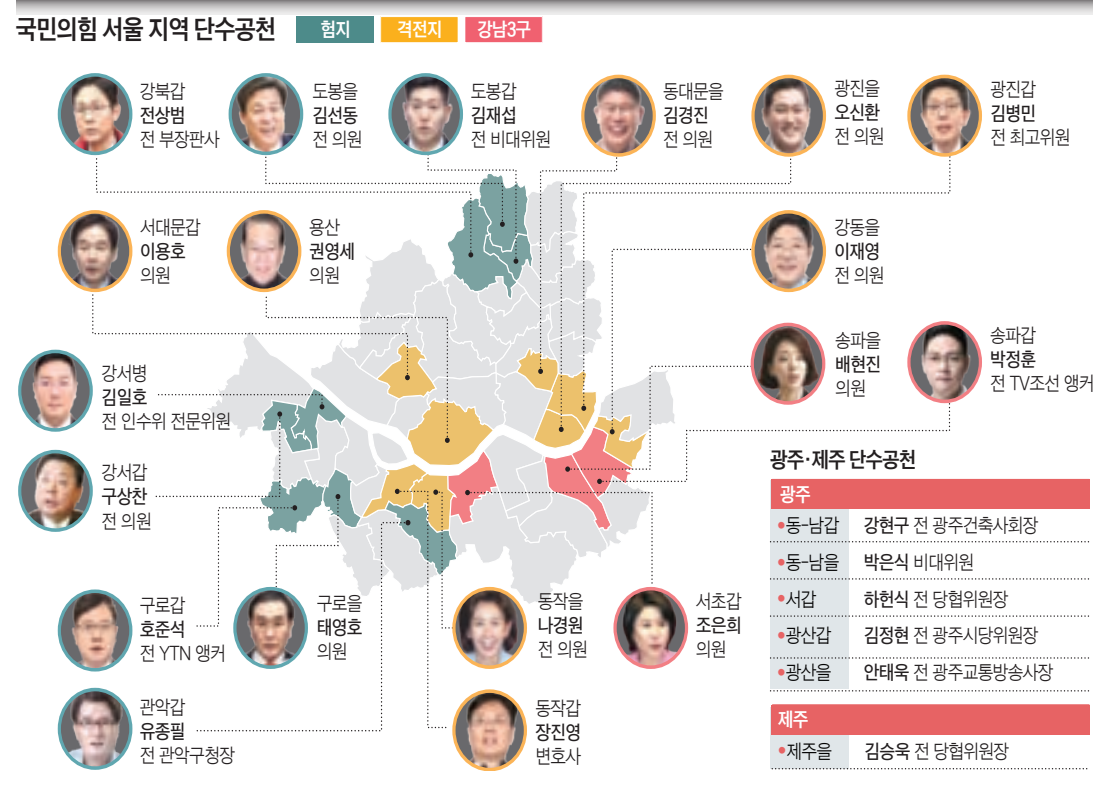 국민의힘 서울 지역 단수공천
험지
격전지
강남3구
강북갑
전상범
전 부장판사
도봉을
김선동
전 의원
도봉갑
김재섭
전 비대위원
동대문을
김경진
전 의원
광진을
오신환
전 의원
광진갑
김병민
전 최고위원
서대문갑
이용호
의원
용산
권영세
의원
강동을
이재영
전 의원
강서병
김일호
전 인수위 전문위원
송파을
배현진
의원
송파갑
박정훈
전 TV조선 앵커
강서갑
구상찬
전 의원
구로갑
호준석
전 YTN 앵커
구로을
태영호
의원
동작을
나경원
전 의원
서초갑
조은희
의원
관악갑
유종필
전 관악구청장
동작갑
장진영
변호사
광주·제주 단수공천
광주
•동-남갑 강현구 전 광주건축사회장
•동-남을 박은식 비대위원
•서갑 하헌식 전 당협위원장
•광산갑 김정현 전 광주시당위원장
•광산을 안태욱 전 광주교통방송사장
제주
•제주을 김승욱 전 당협위원장